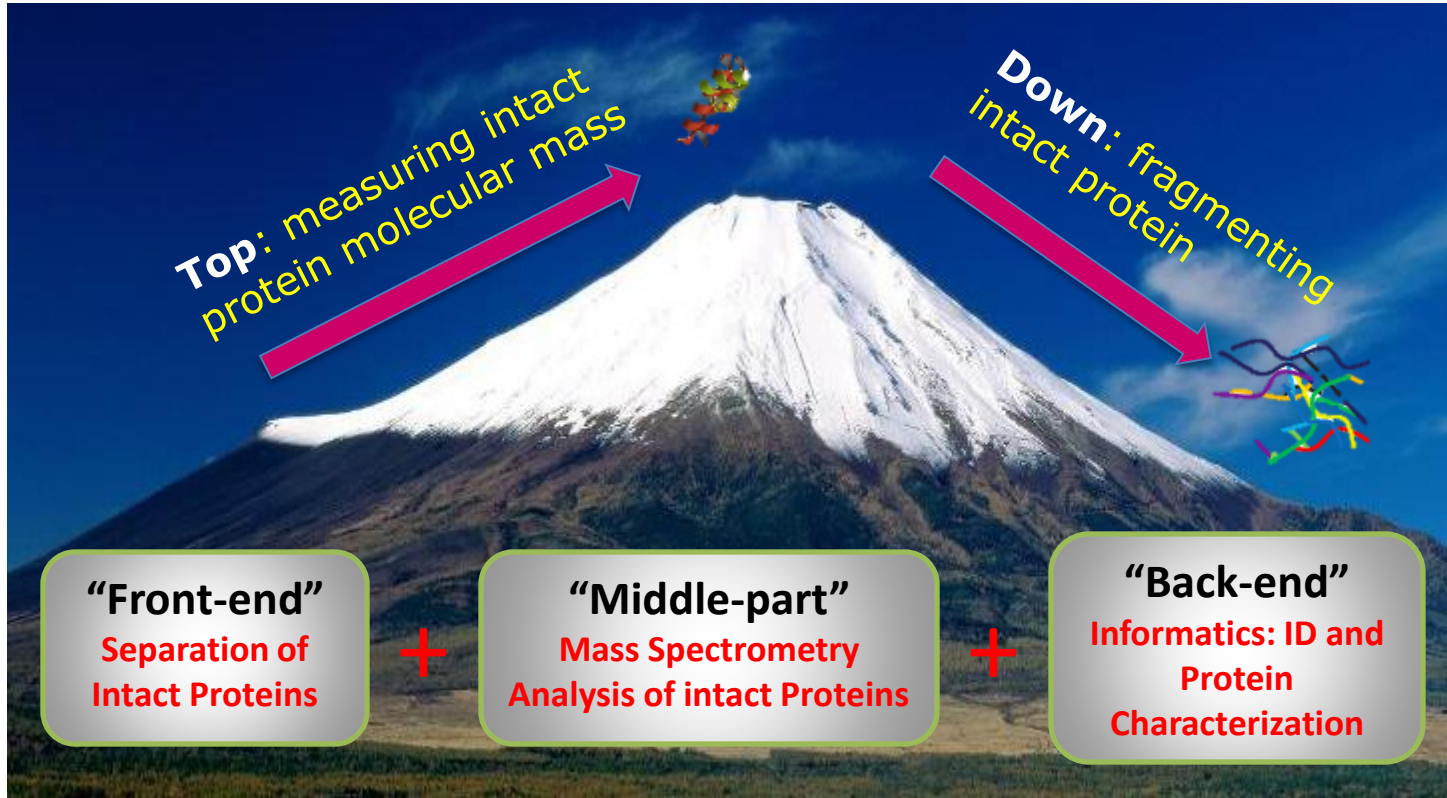 Top: measuring intact
protein molecular mass
Down: fragmenting
intact protein
“Front-end”
Separation of
Intact Proteins
+
“Middle-part”
Mass Spectrometry
Analysis of intact Proteins
+
“Back-end”
Informatics: ID and
Protein
Characterization